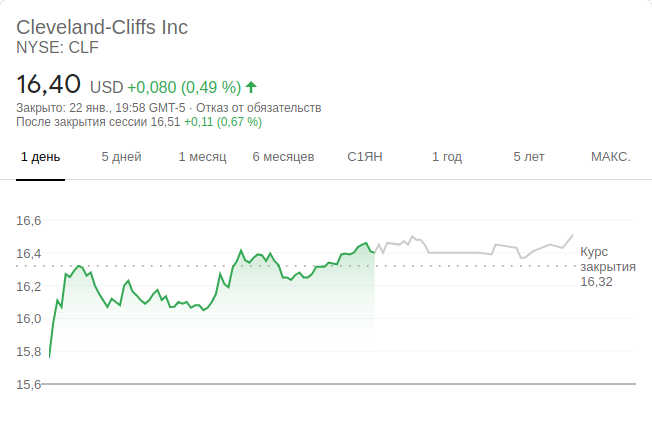 Cleveland-Cliffs Inc
NYSE: CLF
16,40 USD +0,080 (0,49 %)
Закрыто: 22 янв., 19:58 GMT-5 · Отказ от обязательств
После закрытия сессии 16,51 +0,11 (0,67 %)
1 день 5 дней 1 месяц 6 месяцев С1ЯН 1 год 5 лет МАКС.
16,6
16,4
16,2
16,0
15,8
15,6
Курс
закрытия
16,32